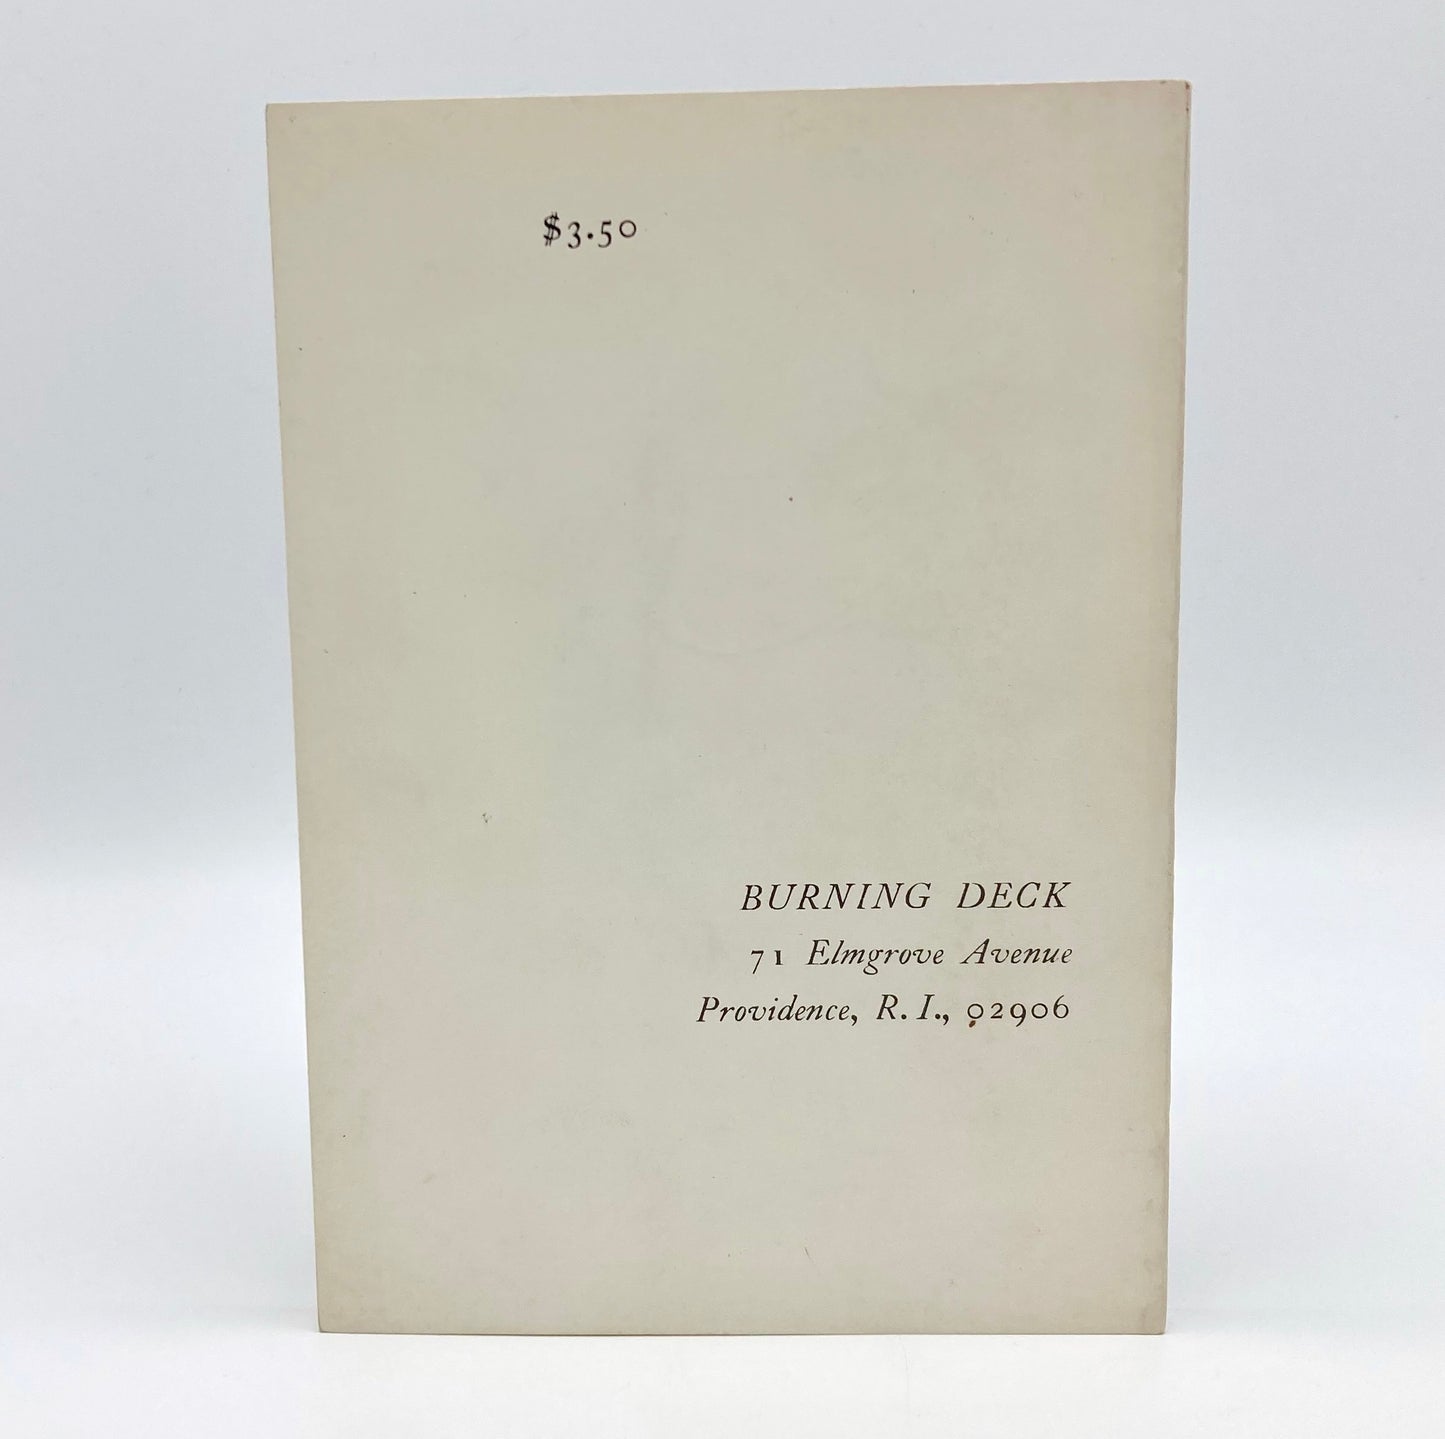 $3.50
BURNING DECK
71 Elmgrove Avenue
Providence, R. I., 02906